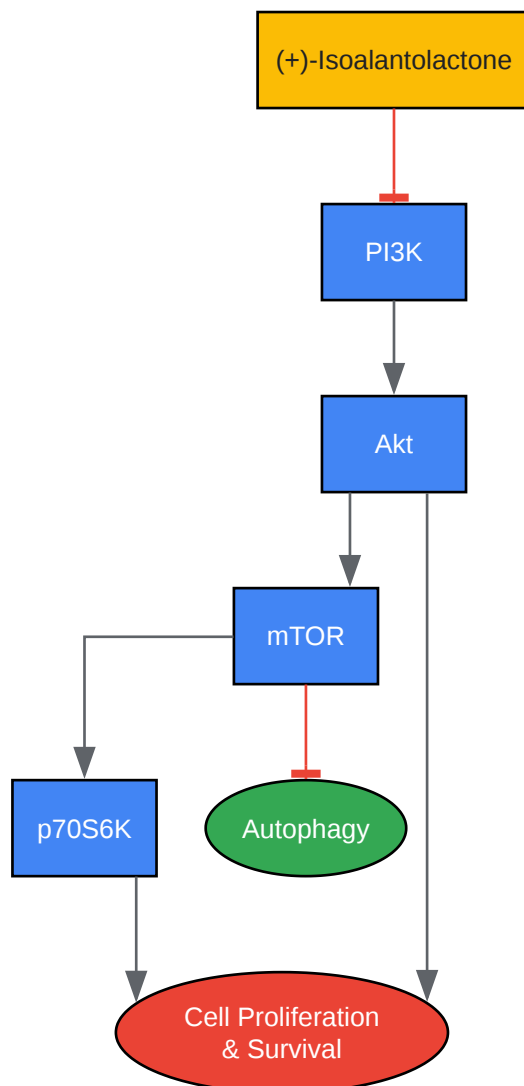 (+)-Isoalantolactone
PI3K
Akt
mTOR
p70S6K
Autophagy
Cell Proliferation
& Survival